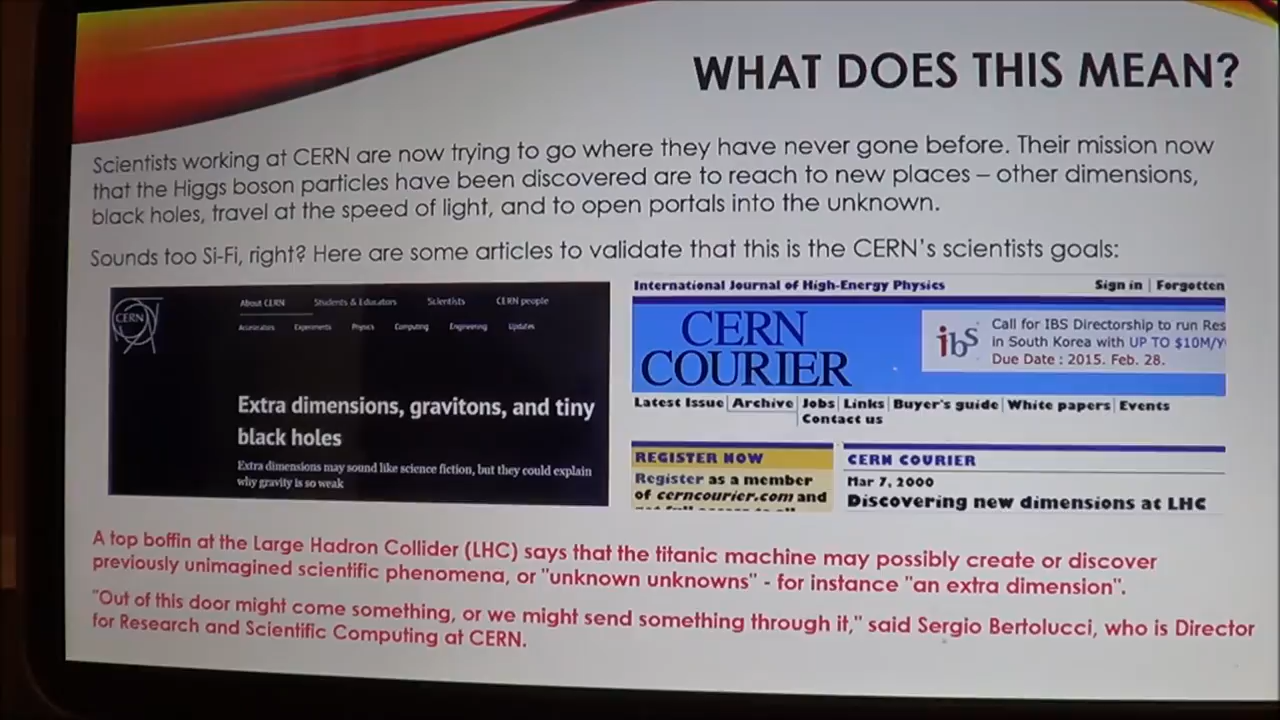 WHAT DOES THIS MEAN?
Scientists working at CERN are now trying to go where they have never gone before. Their mission now
that the Higgs boson particles have been discovered are to reach to new places – other dimensions,
black holes, travel at the speed of light, and to open portals into the unknown.
Sounds too Si-Fi, right? Here are some articles to validate that this is the CERN's scientists goals:
CERN
About CERN Students & Educators Scientists CERN people
Accelerators Experiments Physics Computing Engineering Updates
Extra dimensions, gravitons, and tiny
black holes
Extra dimensions may sound like science fiction, but they could explain
why gravity is so weak
International Journal of High-Energy Physics Sign in | Forgotten
CERN
COURIER
ibs
Call for IBS Directorship to run Res
in South Korea with UP TO $10M/Y
Due Date : 2015. Feb. 28.
Latest Issue | Archive | Jobs | Links | Buyer's guide | White papers | Events
Contact us
REGISTER NOW
Register as a member
of cerncourier.com and
CERN COURIER
Mar 7, 2000
Discovering new dimensions at LHC
A top boffin at the Large Hadron Collider (LHC) says that the titanic machine may possibly create or discover
previously unimagined scientific phenomena, or "unknown unknowns" - for instance "an extra dimension".
"Out of this door might come something, or we might send something through it," said Sergio Bertolucci, who is Director
for Research and Scientific Computing at CERN.